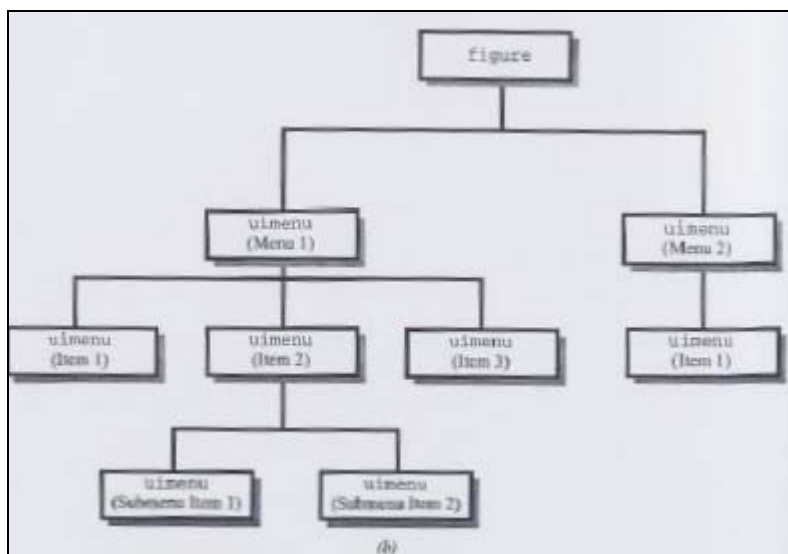 figure
uimenu
(Menu 1)
uimenu
(Menu 2)
uimenu
(Item 1)
uimenu
(Item 2)
uimenu
(Item 3)
uimenu
(Item 1)
uimenu
(Submenu Item 1)
uimenu
(Submenu Item 2)
(b)